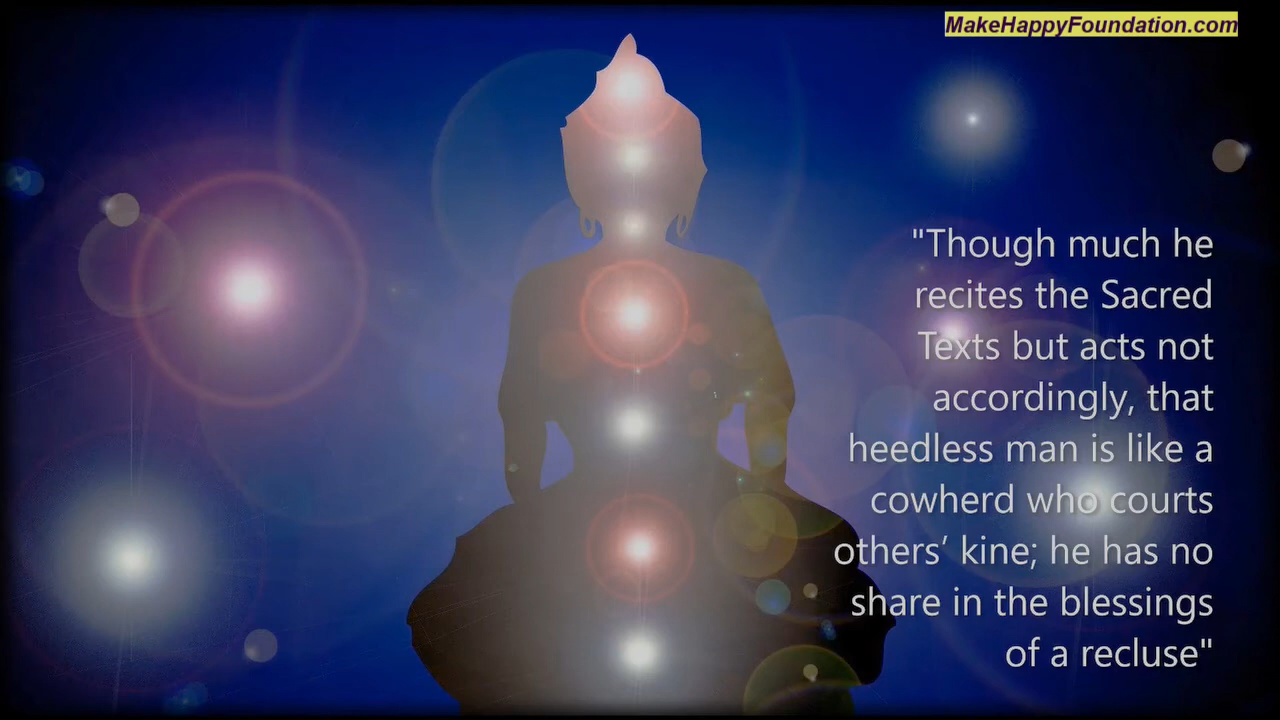 MakeHappyFoundation.com
"Though much he
recites the Sacred
Texts but acts not
accordingly, that
heedless man is like a
cowherd who courts
others’ kine; he has no
share in the blessings
of a recluse"